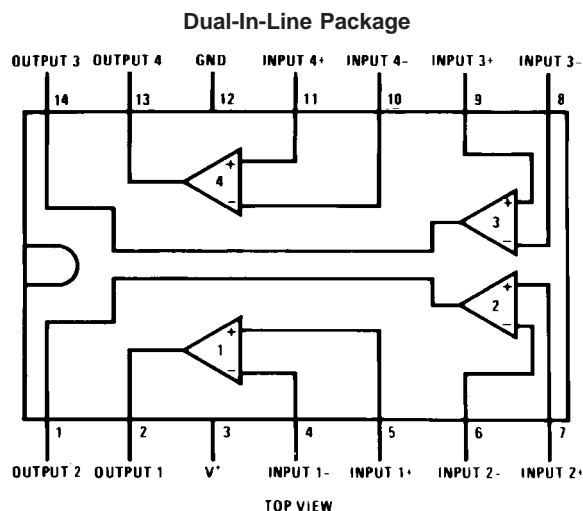 Dual-In-Line Package
OUTPUT 3 OUTPUT 4 GND INPUT 4+ INPUT 4- INPUT 3+ INPUT 3-
14 13 12 11 10 9 8
+
4
-
+
3
-
+
2
-
+
1
-
1 2 3 4 5 6 7
OUTPUT 2 OUTPUT 1 V+ INPUT 1- INPUT 1+ INPUT 2- INPUT 2+
TOP VIEW